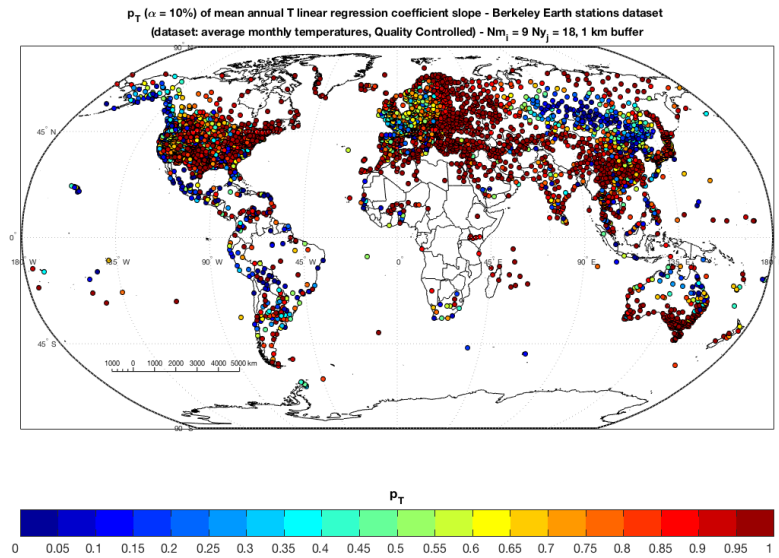 p_T (α = 10%) of mean annual T linear regression coefficient slope - Berkeley Earth stations dataset
(dataset: average monthly temperatures, Quality Controlled) - Nm_i = 9 Ny_j = 18, 1 km buffer
90° N
45° N
0°
180° W 90° W 45° W 0° 45° E 90° E 180°
45° S
1000 0 1000 2000 3000 4000 5000 km
90° S
p_T
0 0.05 0.1 0.15 0.2 0.25 0.3 0.35 0.4 0.45 0.5 0.55 0.6 0.65 0.7 0.75 0.8 0.85 0.9 0.95 1